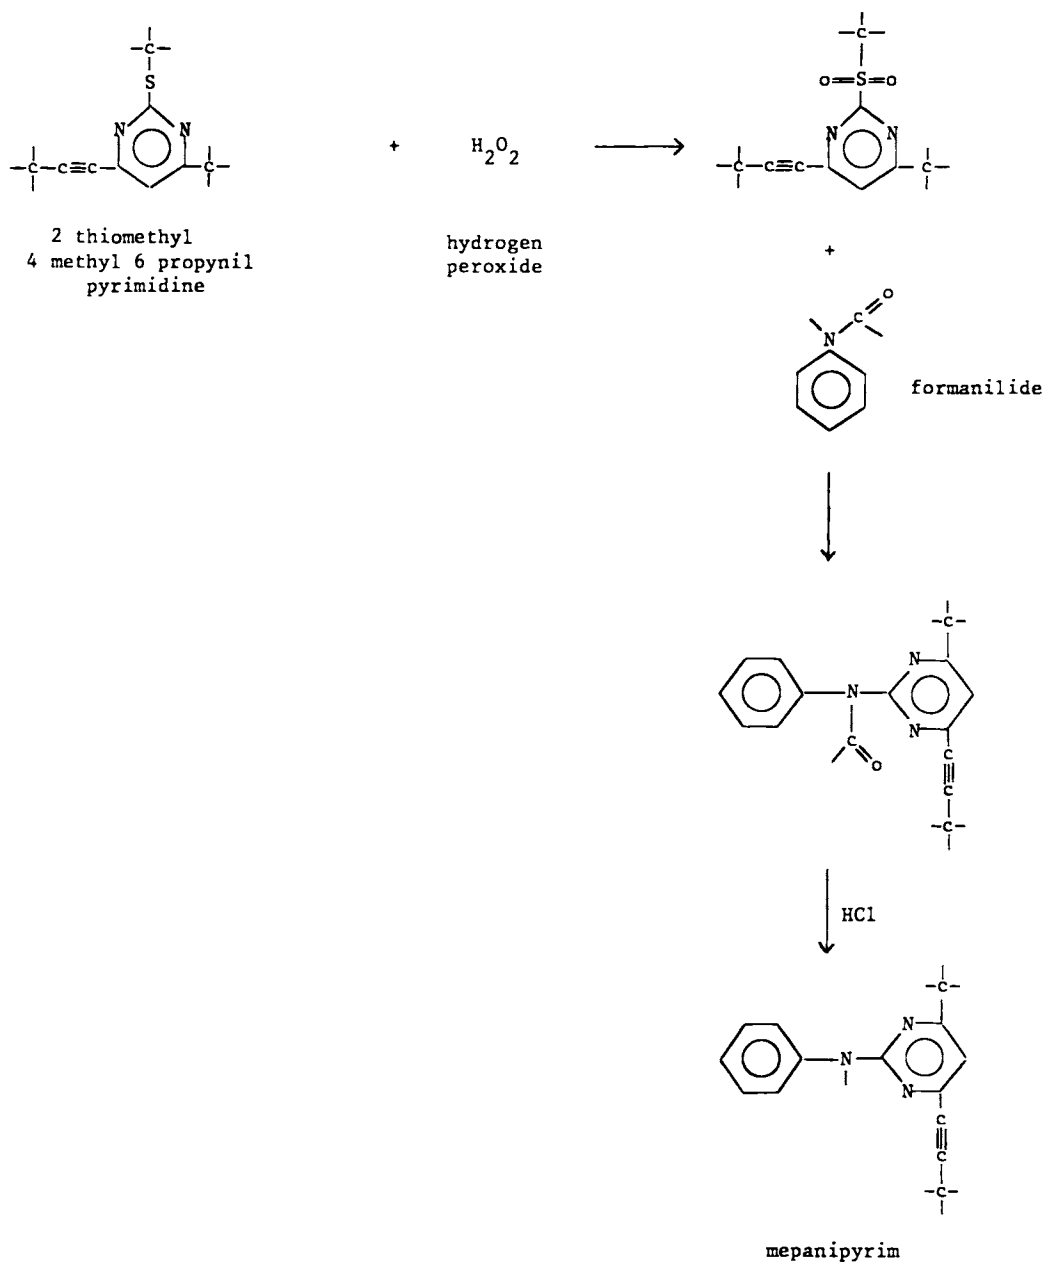 -C-
S
N N
-C-C≡C- -C-
2 thiomethyl
4 methyl 6 propynil
pyrimidine
+
H₂O₂
hydrogen
peroxide
-C-
O=S=O
N N
-C-C≡C- -C-
+
O
C
N
formanilide
-C-
N
N
N
C
O
C
C
-C-
HCl
-C-
N
N
N
C
C
-C-
mepanipyrim